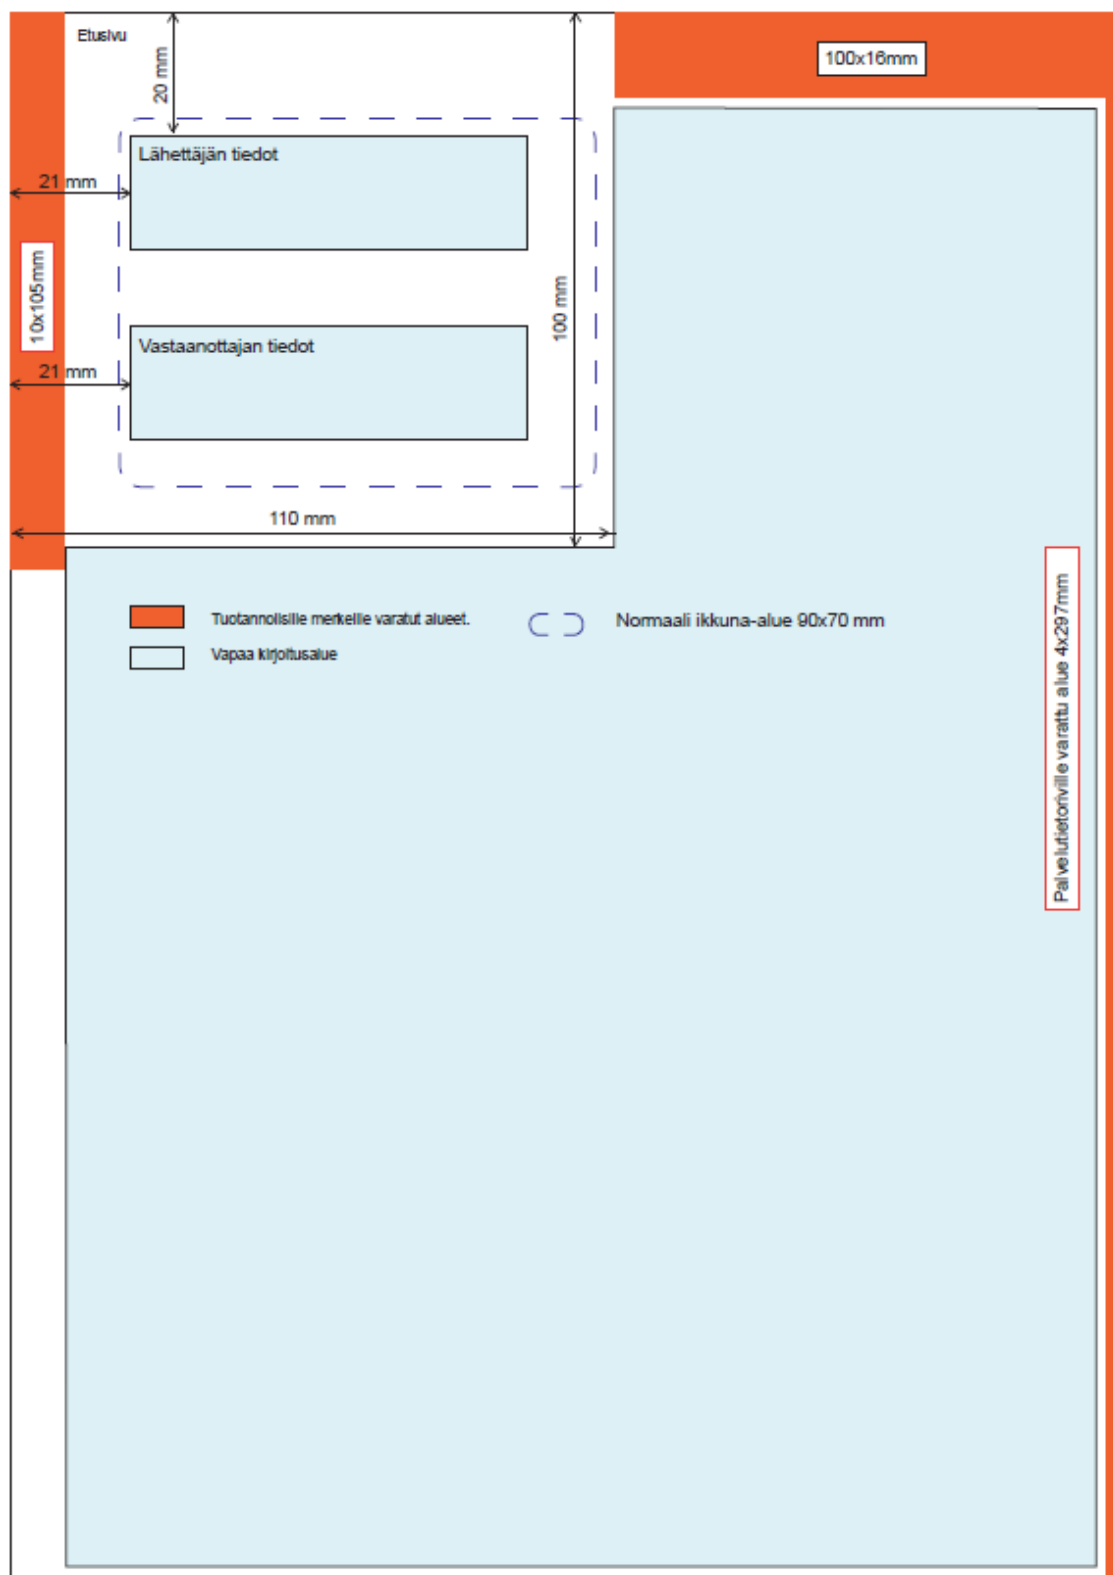 Etusivu
20 mm
100x16mm
Lähettäjän tiedot
21 mm
10x105mm
100 mm
Vastaanottajan tiedot
21 mm
110 mm
Tuotannollisille merkeille varatut alueet.
Normaali ikkuna-alue 90x70 mm
Vapaa kirjoitusalue
Palvelutietoriville varattu alue 4x297mm